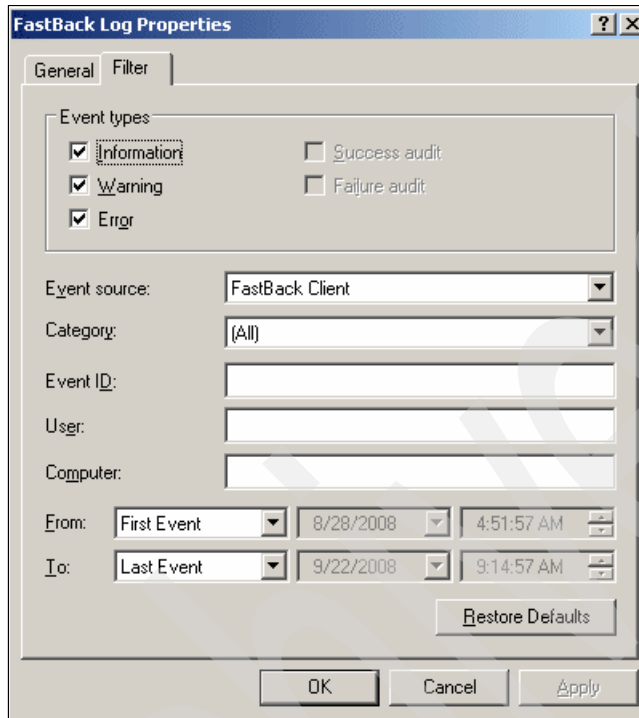 FastBack Log Properties
General Filter
Event types
Information Success audit
Warning Failure audit
Error
Event source: FastBack Client
Category: (All)
Event ID:
User:
Computer:
From: First Event 8/28/2008 4:51:57 AM
To: Last Event 9/22/2008 9:14:57 AM
Restore Defaults
OK Cancel Apply